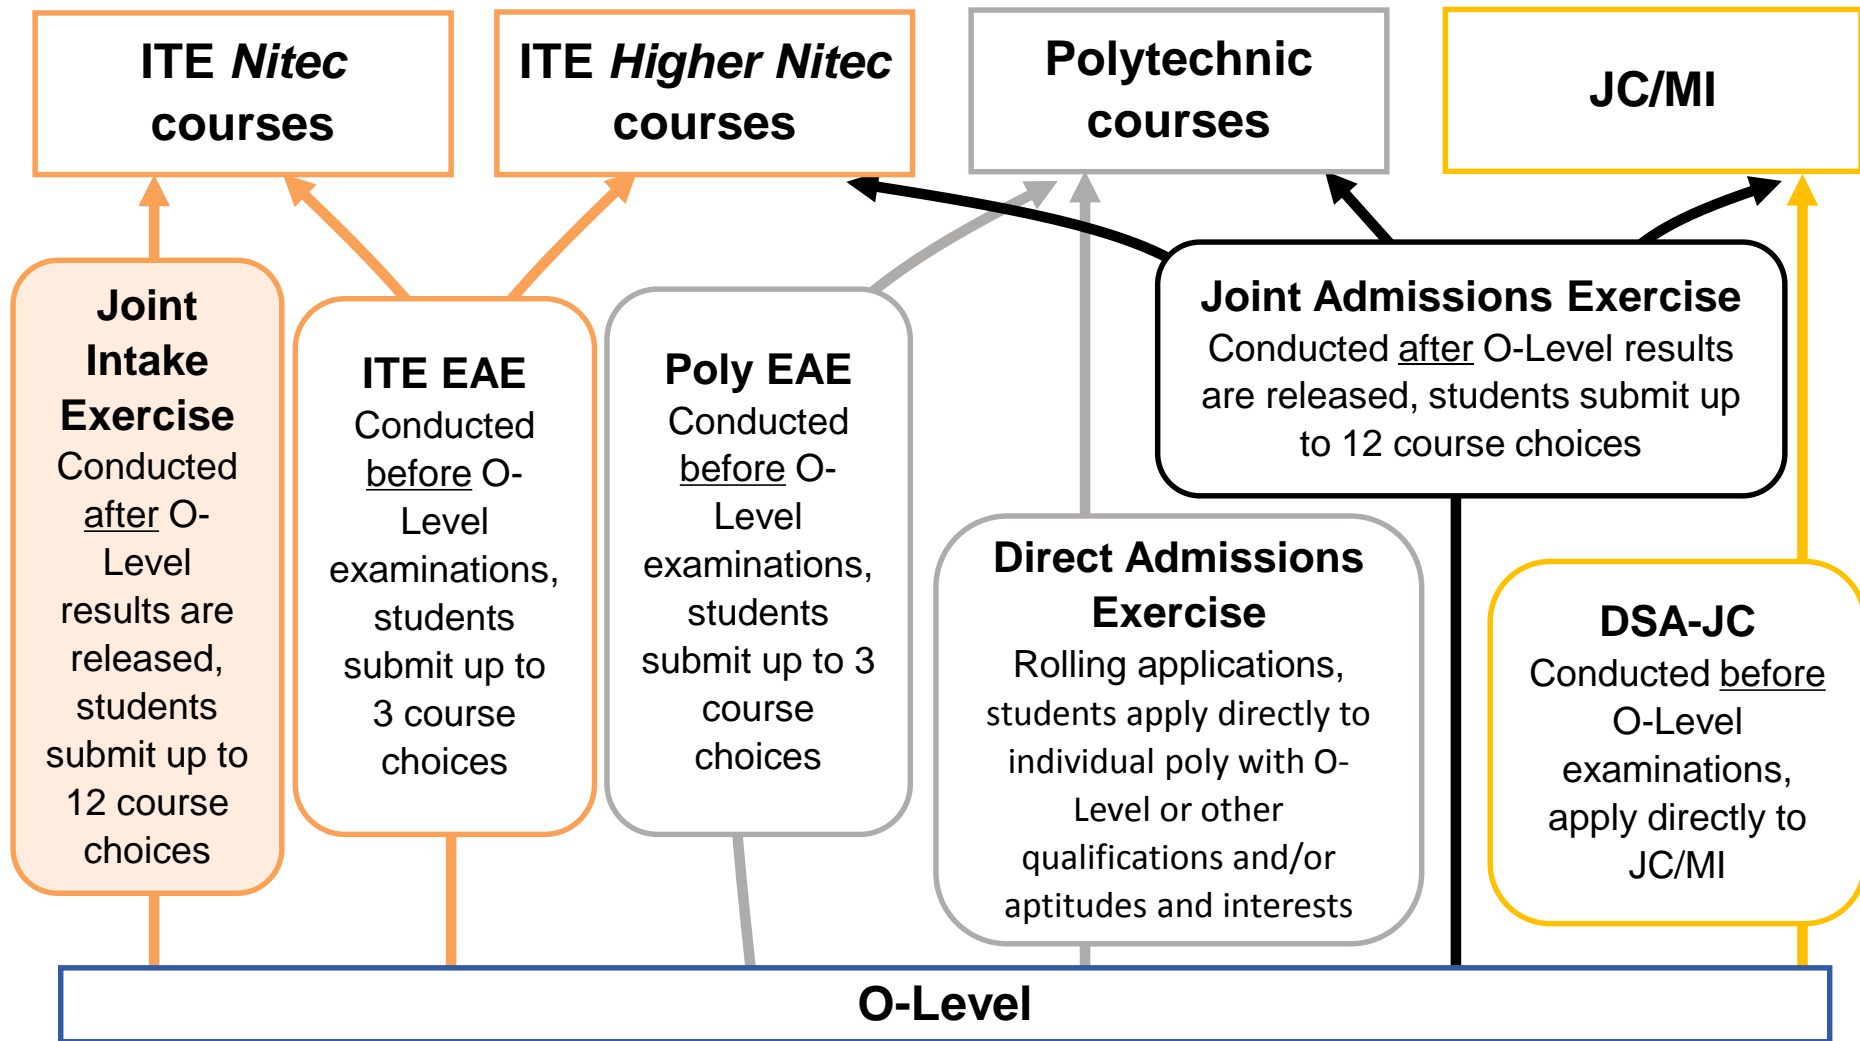 ITE Nitec
courses
ITE Higher Nitec
courses
Polytechnic
courses
JC/MI
Joint
Intake
Exercise
Conducted
after O-
Level
results are
released,
students
submit up to
12 course
choices
ITE EAE
Conducted
before O-
Level
examinations,
students
submit up to
3 course
choices
Poly EAE
Conducted
before O-
Level
examinations,
students
submit up to 3
course
choices
Direct Admissions
Exercise
Rolling applications,
students apply directly to
individual poly with O-
Level or other
qualifications and/or
aptitudes and interests
Joint Admissions Exercise
Conducted after O-Level results
are released, students submit up
to 12 course choices
DSA-JC
Conducted before
O-Level
examinations,
apply directly to
JC/MI
O-Level